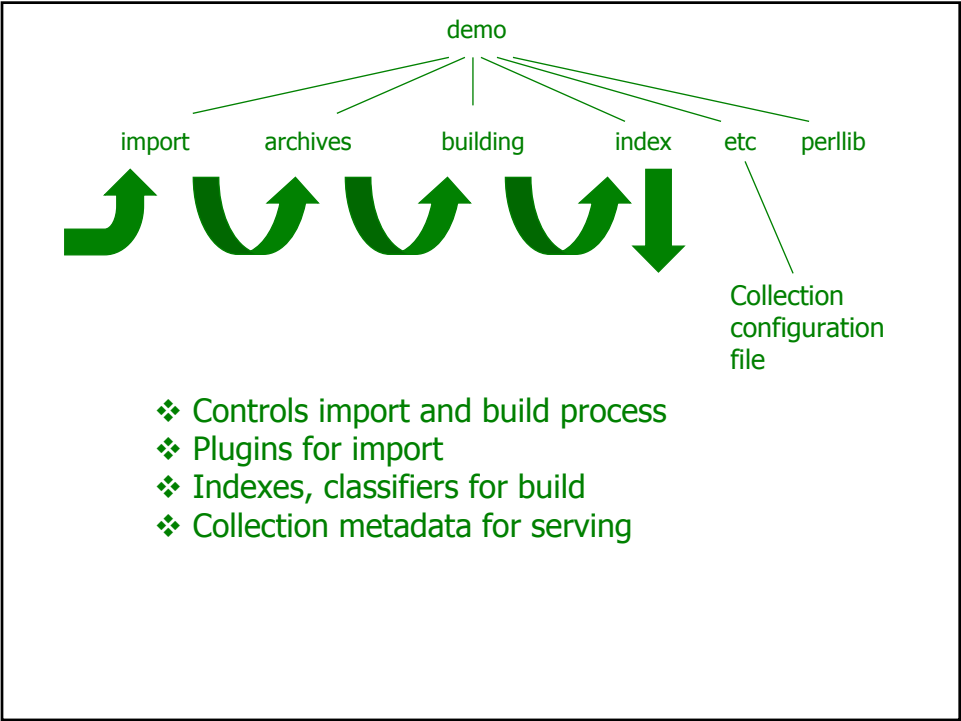 demo
import archives building index etc perllib
Collection
configuration
file
❖ Controls import and build process
❖ Plugins for import
❖ Indexes, classifiers for build
❖ Collection metadata for serving